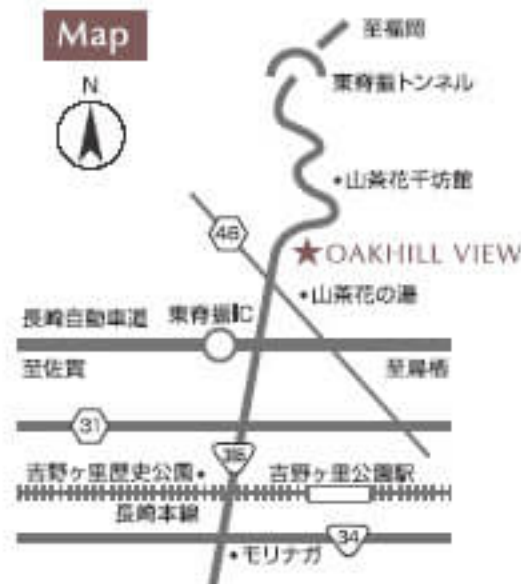 Map
至福岡
N
東脊振トンネル
•山茶花千坊館
46
★OAKHILL VIEW
•山茶花の湯
長崎自動車道
東脊振IC
至佐賀
至鳥栖
31
吉野ヶ里歴史公園•
吉野ヶ里公園駅
長崎本線
34
•モリナガ